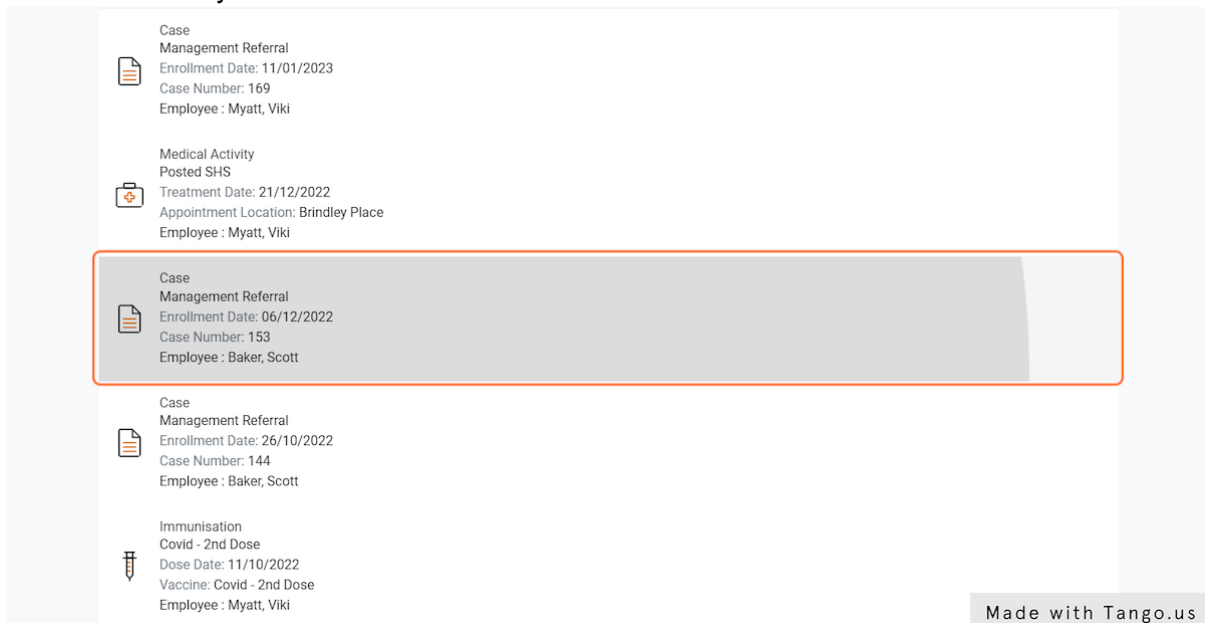 Case
Management Referral
Enrollment Date: 11/01/2023
Case Number: 169
Employee : Myatt, Viki
Medical Activity
Posted SHS
Treatment Date: 21/12/2022
Appointment Location: Brindley Place
Employee : Myatt, Viki
Case
Management Referral
Enrollment Date: 06/12/2022
Case Number: 153
Employee : Baker, Scott
Case
Management Referral
Enrollment Date: 26/10/2022
Case Number: 144
Employee : Baker, Scott
Immunisation
Covid - 2nd Dose
Dose Date: 11/10/2022
Vaccine: Covid - 2nd Dose
Employee : Myatt, Viki
Made with Tango.us